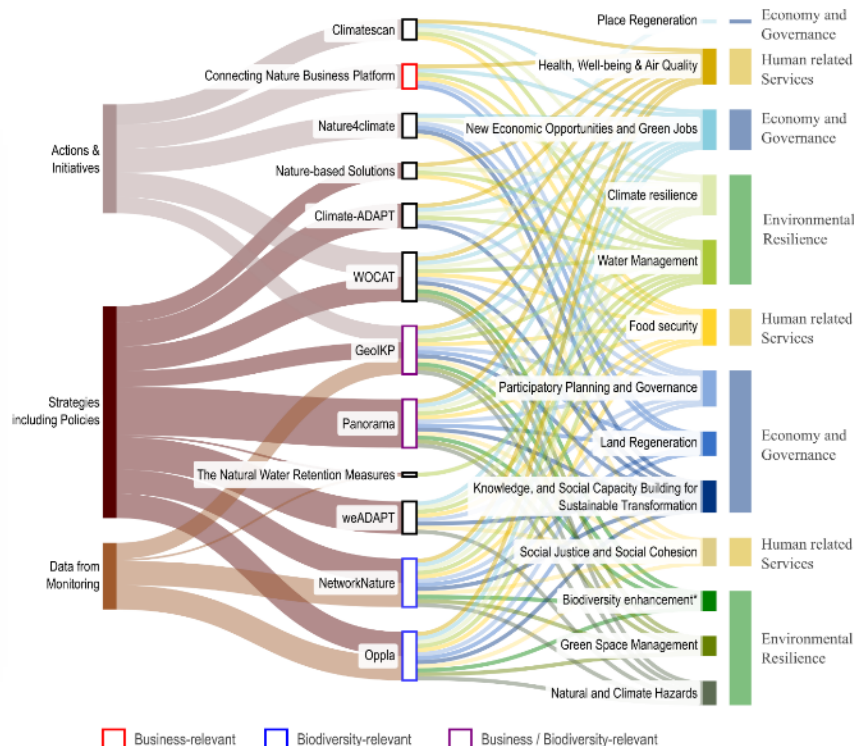 Actions &
Initiatives
Strategies
including Policies
Data from
Monitoring
Climatescan
Connecting Nature Business Platform
Nature4climate
Nature-based Solutions
Climate-ADAPT
WOCAT
GeoIKP
Panorama
The Natural Water Retention Measures
weADAPT
NetworkNature
Oppla
Place Regeneration
Health, Well-being & Air Quality
New Economic Opportunities and Green Jobs
Climate resilience
Water Management
Food security
Participatory Planning and Governance
Land Regeneration
Knowledge, and Social Capacity Building for
Sustainable Transformation
Social Justice and Social Cohesion
Biodiversity enhancement*
Green Space Management
Natural and Climate Hazards
Economy and
Governance
Human related
Services
Economy and
Governance
Environmental
Resilience
Human related
Services
Economy and
Governance
Human related
Services
Environmental
Resilience
Business-relevant
Biodiversity-relevant
Business / Biodiversity-relevant